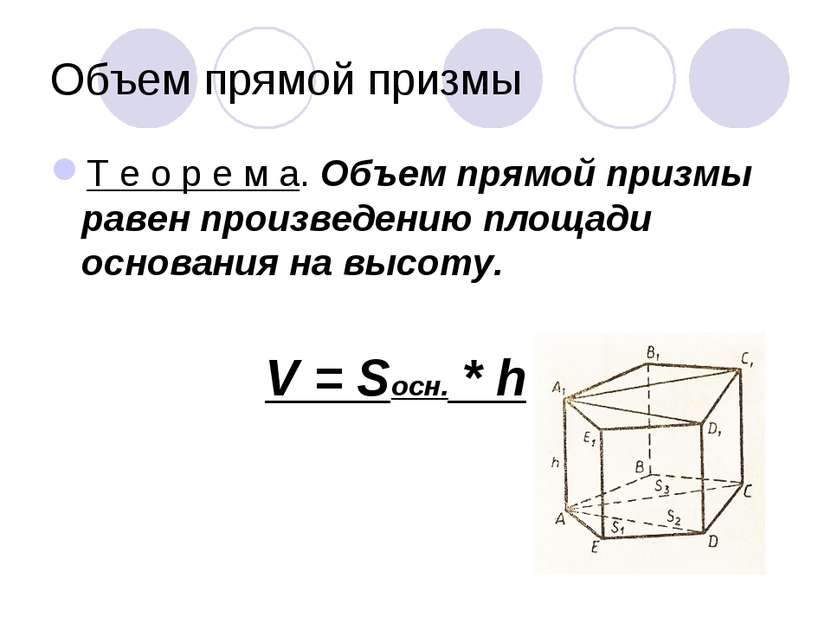 Объем прямой призмы
Т е о р е м а. Объем прямой призмы
равен произведению площади
основания на высоту.
V = Sосн. * h
B₁
C₁
A₁
E₁
D₁
h
B
S₃
C
A
S₁
S₂
E
D